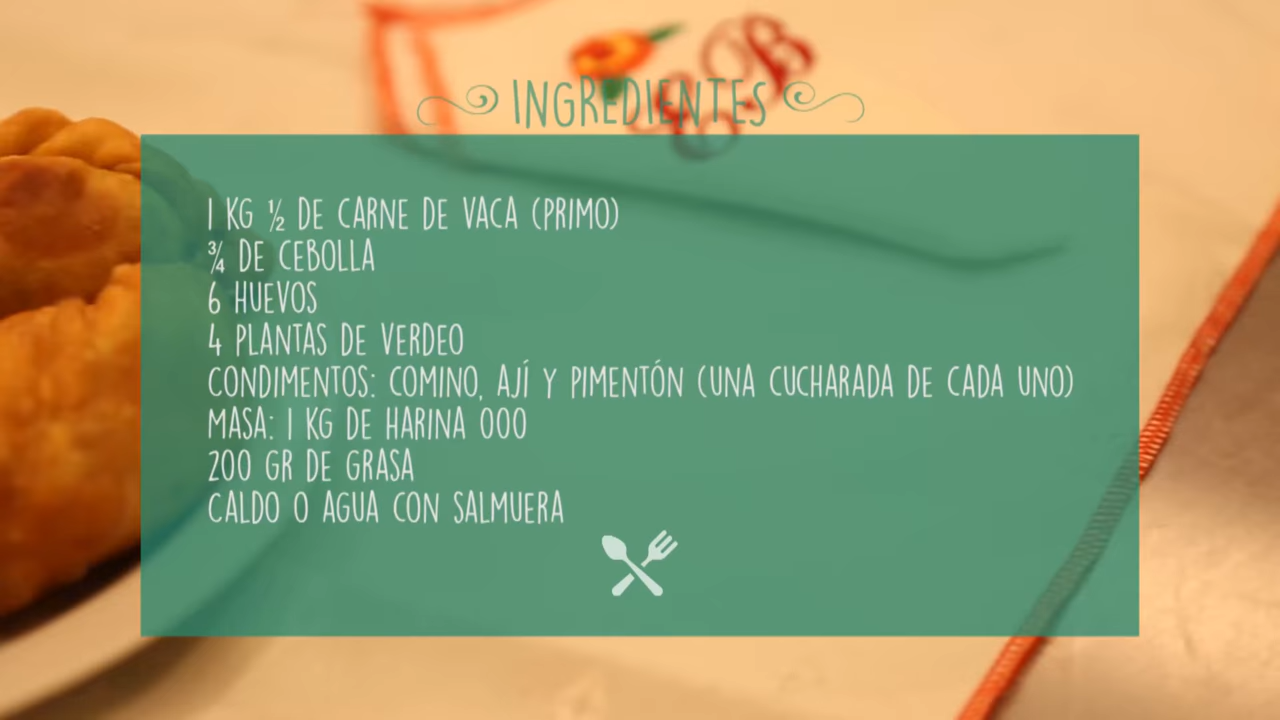 INGREDIENTES
1 KG ½ DE CARNE DE VACA (PRIMO)
¾ DE CEBOLLA
6 HUEVOS
4 PLANTAS DE VERDEO
CONDIMENTOS: COMINO, AJÍ Y PIMENTÓN (UNA CUCHARADA DE CADA UNO)
MASA: 1 KG DE HARINA 000
200 GR DE GRASA
CALDO O AGUA CON SALMUERA